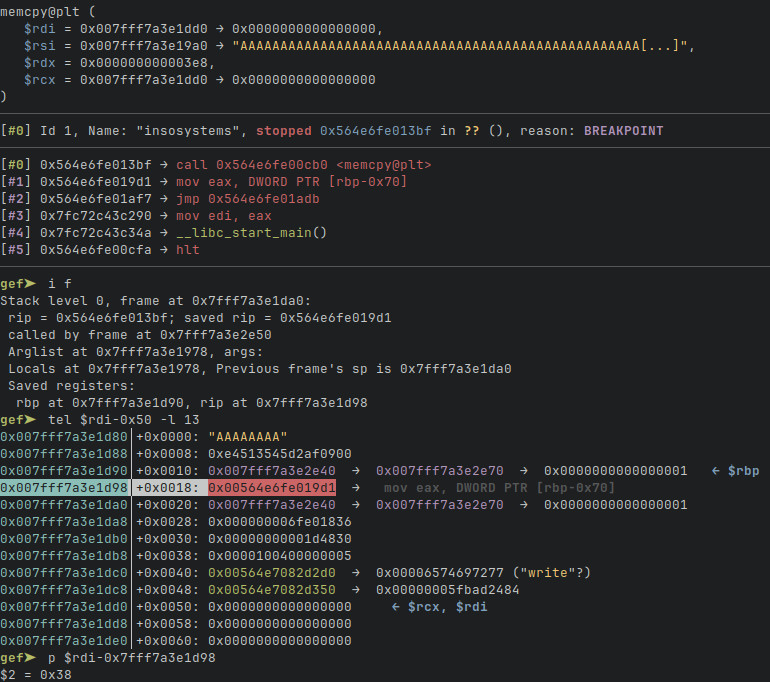 memcpy@plt (
   $rdi = 0x007fff7a3e1dd0 → 0x0000000000000000,
   $rsi = 0x007fff7a3e19a0 → "AAAAAAAAAAAAAAAAAAAAAAAAAAAAAAAAAAAAAAAAAAAAAAAAAAA[...]",
   $rdx = 0x000000000003e8,
   $rcx = 0x007fff7a3e1dd0 → 0x0000000000000000
)
[#0] Id 1, Name: "insosystems", stopped 0x564e6fe013bf in ?? (), reason: BREAKPOINT
[#0] 0x564e6fe013bf → call 0x564e6fe00cb0 <memcpy@plt>
[#1] 0x564e6fe019d1 → mov eax, DWORD PTR [rbp-0x70]
[#2] 0x564e6fe01af7 → jmp 0x564e6fe01adb
[#3] 0x7fc72c43c290 → mov edi, eax
[#4] 0x7fc72c43c34a → __libc_start_main()
[#5] 0x564e6fe00cfa → hlt
gef➤  i f
Stack level 0, frame at 0x7fff7a3e1da0:
 rip = 0x564e6fe013bf; saved rip = 0x564e6fe019d1
 called by frame at 0x7fff7a3e2e50
 Arglist at 0x7fff7a3e1978, args:
 Locals at 0x7fff7a3e1978, Previous frame's sp is 0x7fff7a3e1da0
 Saved registers:
  rbp at 0x7fff7a3e1d90, rip at 0x7fff7a3e1d98
gef➤  tel $rdi-0x50 -l 13
0x007fff7a3e1d80│+0x0000: "AAAAAAAA"
0x007fff7a3e1d88│+0x0008: 0xe4513545d2af0900
0x007fff7a3e1d90│+0x0010: 0x007fff7a3e2e40  →  0x007fff7a3e2e70  →  0x0000000000000001   ← $rbp
0x007fff7a3e1d98│+0x0018: 0x00564e6fe019d1  →   mov eax, DWORD PTR [rbp-0x70]
0x007fff7a3e1da0│+0x0020: 0x007fff7a3e2e40  →  0x007fff7a3e2e70  →  0x0000000000000001
0x007fff7a3e1da8│+0x0028: 0x000000006fe01836
0x007fff7a3e1db0│+0x0030: 0x00000000001d4830
0x007fff7a3e1db8│+0x0038: 0x0000100400000005
0x007fff7a3e1dc0│+0x0040: 0x00564e7082d2d0  →  0x00006574697277 ("write"?)
0x007fff7a3e1dc8│+0x0048: 0x00564e7082d350  →  0x00000005fbad2484
0x007fff7a3e1dd0│+0x0050: 0x0000000000000000     ← $rcx, $rdi
0x007fff7a3e1dd8│+0x0058: 0x0000000000000000
0x007fff7a3e1de0│+0x0060: 0x0000000000000000
gef➤  p $rdi-0x7fff7a3e1d98
$2 = 0x38